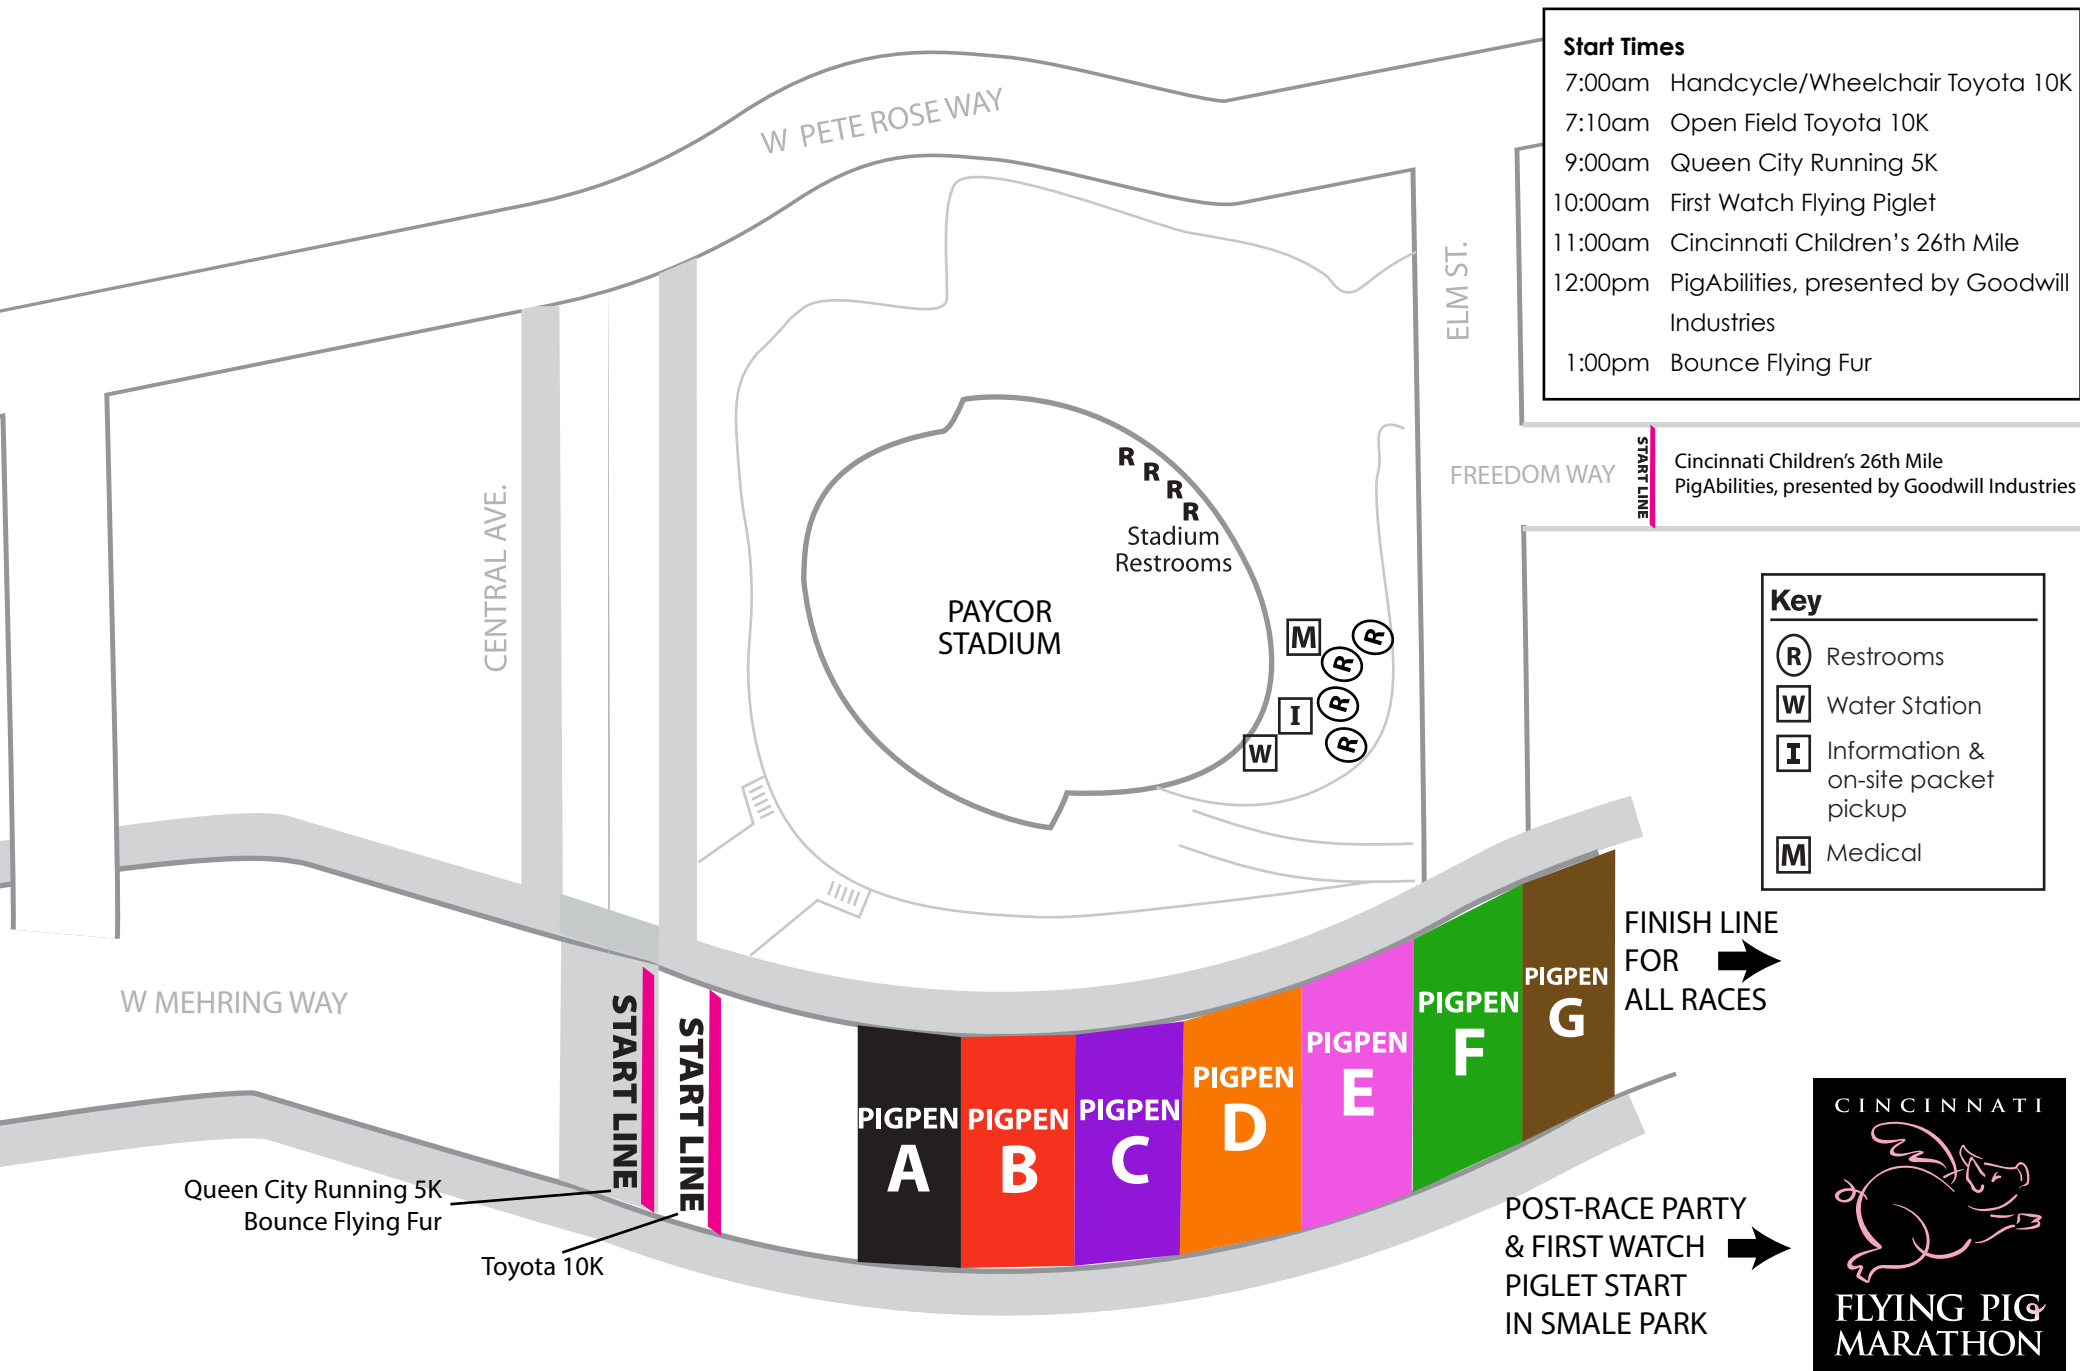 Start Times
7:00am Handcycle/Wheelchair Toyota 10K
7:10am Open Field Toyota 10K
9:00am Queen City Running 5K
10:00am First Watch Flying Piglet
11:00am Cincinnati Children's 26th Mile
12:00pm PigAbilities, presented by Goodwill
Industries
1:00pm Bounce Flying Fur
W PETE ROSE WAY
ELM ST.
CENTRAL AVE.
FREEDOM WAY
START LINE
Cincinnati Children's 26th Mile
PigAbilities, presented by Goodwill Industries
R
R
R
R
Stadium
Restrooms
PAYCOR
STADIUM
M
R
R
I
R
W
R
Key
R Restrooms
W Water Station
I Information &
on-site packet
pickup
M Medical
W MEHRING WAY
START LINE
START LINE
Queen City Running 5K
Bounce Flying Fur
Toyota 10K
PIGPEN
A
PIGPEN
B
PIGPEN
C
PIGPEN
D
PIGPEN
E
PIGPEN
F
PIGPEN
G
FINISH LINE
FOR
ALL RACES
POST-RACE PARTY
& FIRST WATCH
PIGLET START
IN SMALE PARK
CINCINNATI
FLYING PIG
MARATHON